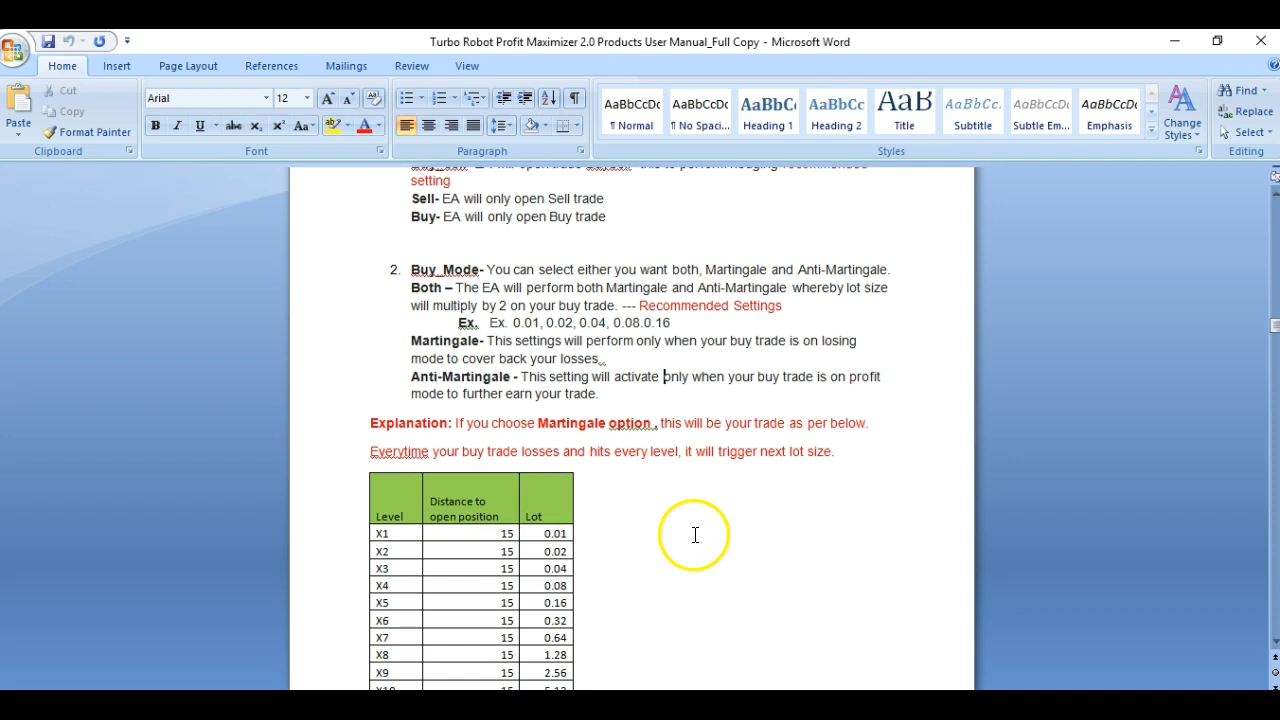 Turbo Robot Profit Maximizer 2.0 Products User Manual_Full Copy - Microsoft Word
Home Insert Page Layout References Mailings Review View
Paste
Cut
Copy
Format Painter
Clipboard
Arial 12
Font
Paragraph
AaBbCcDc AaBbCcDc AaBbCc AaBbCc AaB AaBbCc. AaBbCcDc AaBbCcDc
¶ Normal ¶ No Spaci... Heading 1 Heading 2 Title Subtitle Subtle Em... Emphasis
Change Styles
Styles
Find
Replace
Select
Editing
setting
Sell- EA will only open Sell trade
Buy- EA will only open Buy trade
2. Buy_Mode- You can select either you want both, Martingale and Anti-Martingale.
Both – The EA will perform both Martingale and Anti-Martingale whereby lot size
will multiply by 2 on your buy trade. --- Recommended Settings
Ex. Ex. 0.01, 0.02, 0.04, 0.08.0.16
Martingale- This settings will perform only when your buy trade is on losing
mode to cover back your losses,.
Anti-Martingale - This setting will activate only when your buy trade is on profit
mode to further earn your trade.
Explanation: If you choose Martingale option , this will be your trade as per below.
Everytime your buy trade losses and hits every level, it will trigger next lot size.
Level Distance to open position Lot
X1 15 0.01
X2 15 0.02
X3 15 0.04
X4 15 0.08
X5 15 0.16
X6 15 0.32
X7 15 0.64
X8 15 1.28
X9 15 2.56
X10 15 5.12